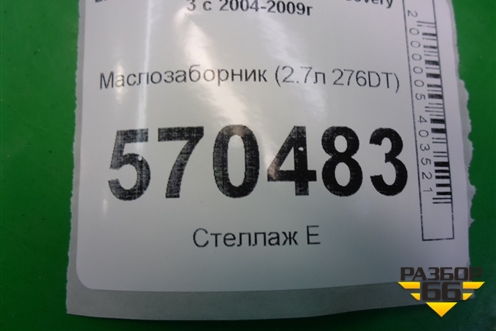 3 с 2004-2009г
Маслозаборник (2.7л 276DT)
570483
Стеллаж Е
2000005403521
РАЗБОР
66